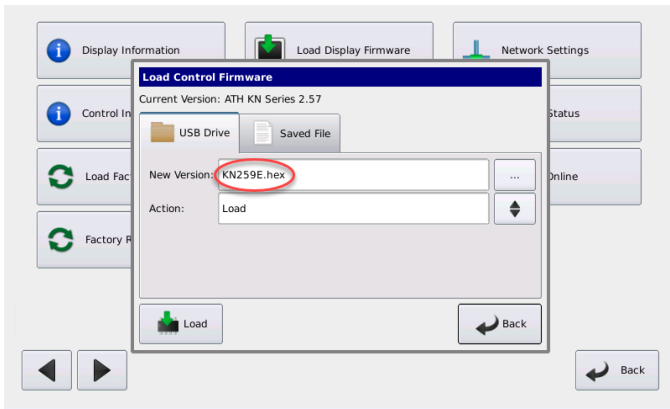 Display Information
Load Display Firmware
Network Settings
Load Control Firmware
Current Version: ATH KN Series 2.57
Control In
Status
USB Drive
Saved File
Load Fac
New Version:
KN259E.hex
...
Online
Action:
Load
Factory R
Load
Back
Back